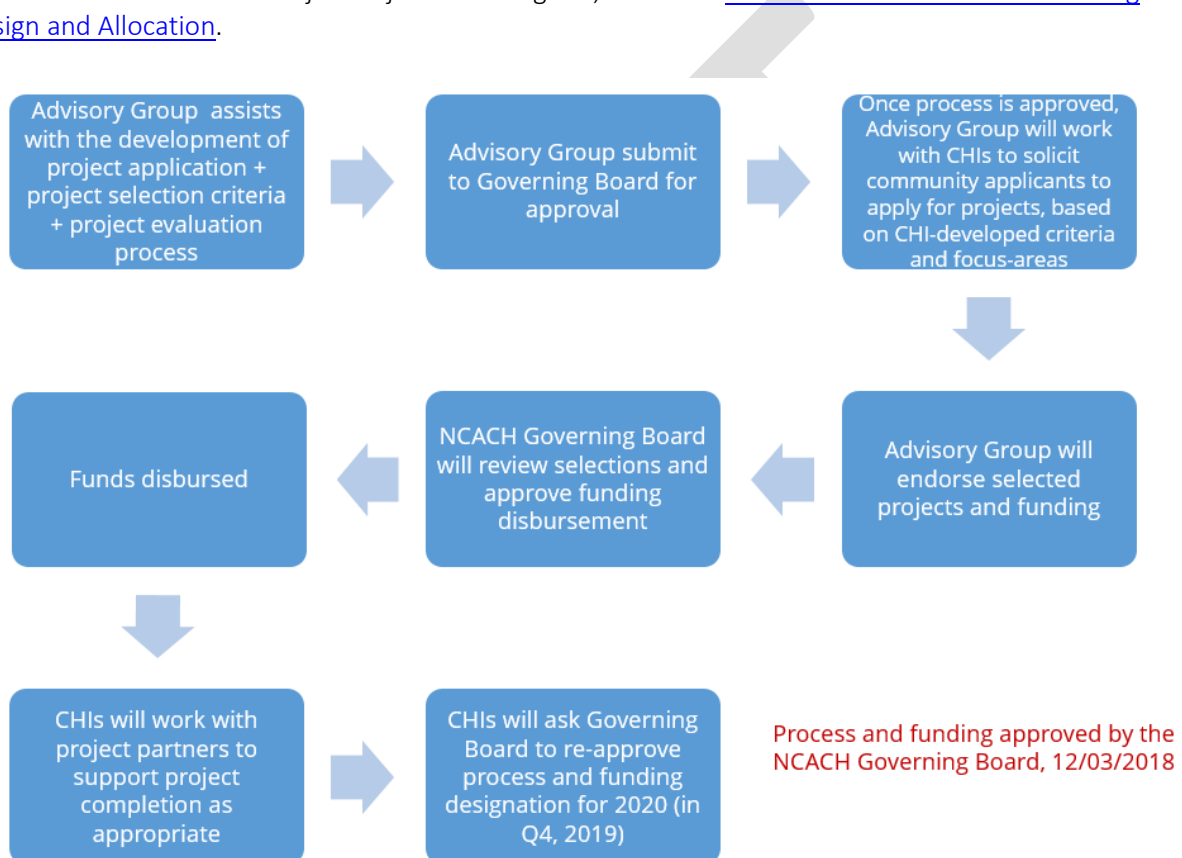 sign and Allocation.
Advisory Group assists
with the development of
project application +
project selection criteria
+ project evaluation
process
Advisory Group submit
to Governing Board for
approval
Once process is approved,
Advisory Group will work
with CHIs to solicit
community applicants to
apply for projects, based
on CHI-developed criteria
and focus-areas
Advisory Group will
endorse selected
projects and funding
NCACH Governing Board
will review selections and
approve funding
disbursement
Funds disbursed
CHIs will work with
project partners to
support project
completion as
appropriate
CHIs will ask Governing
Board to re-approve
process and funding
designation for 2020 (in
Q4, 2019)
Process and funding approved by the
NCACH Governing Board, 12/03/2018